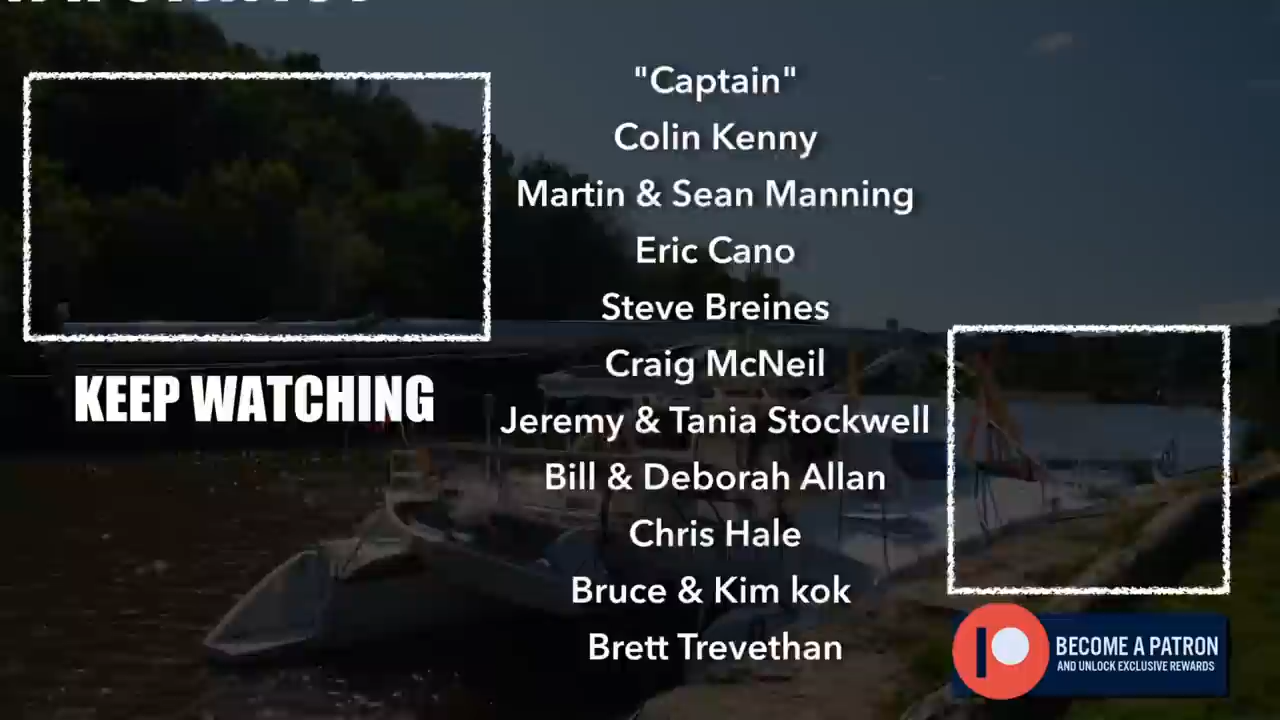 "Captain"
Colin Kenny
Martin & Sean Manning
Eric Cano
Steve Breines
Craig McNeil
Jeremy & Tania Stockwell
Bill & Deborah Allan
Chris Hale
Bruce & Kim kok
Brett Trevethan
KEEP WATCHING
BECOME A PATRON
AND UNLOCK EXCLUSIVE REWARDS